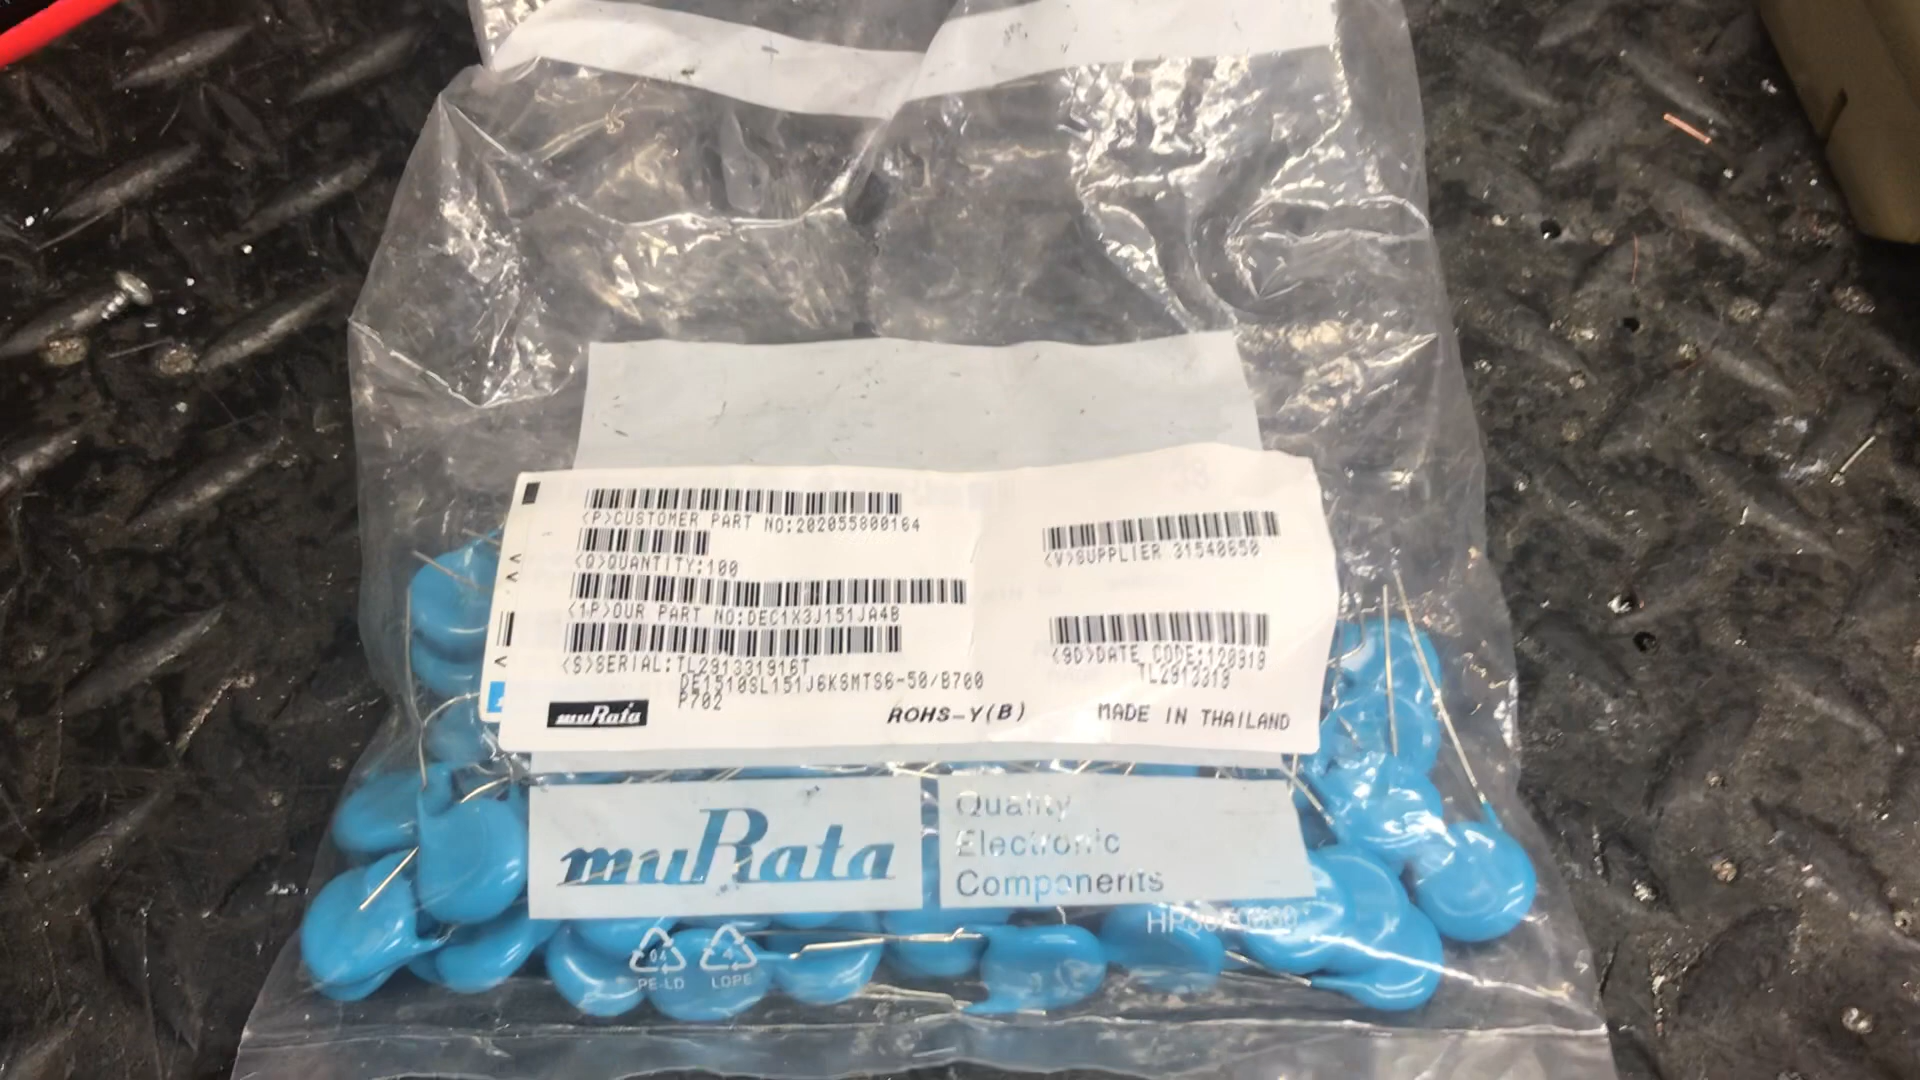 <P>CUSTOMER PART NO:202055800164
<Q>QUANTITY:100
<V>SUPPLIER 31540650
<1P>OUR PART NO:DEC1X3J151JA4B
<S>SERIAL:TL291331916T
<9D>DATE CODE:120919
TL2913319
DE1510SL151J6KSMTS6-50/B700
P702
muRata
ROHS-Y(B)
MADE IN THAILAND
muRata
Quality
Electronic
Components
04
PE-LD
4
LDPE